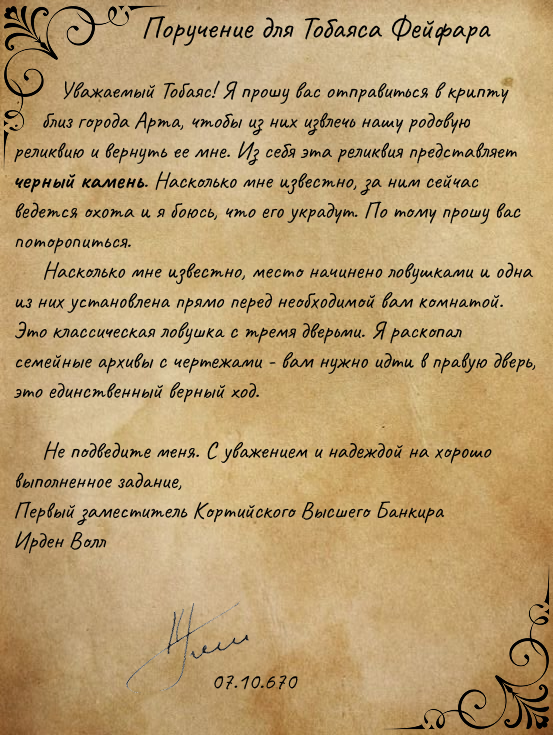 Поручение для Тобаяса Фейфара
Уважаемый Тобаяс! Я прошу вас отправиться в крипту
близ города Арта, чтобы из них извлечь нашу родовую
реликвию и вернуть ее мне. Из себя эта реликвия представляет
черный камень. Насколько мне известно, за ним сейчас
ведется охота и я боюсь, что его украдут. По тому прошу вас
поторопиться.
Насколько мне известно, место начинено ловушками и одна
из них установлена прямо перед необходимой вам комнатой.
Это классическая ловушка с тремя дверьми. Я раскопал
семейные архивы с чертежами - вам нужно идти в правую дверь,
это единственный верный ход.
Не подведите меня. С уважением и надеждой на хорошо
выполненное задание,
Первый заместитель Кортийского Высшего Банкира
Ирден Волл
07.10.670